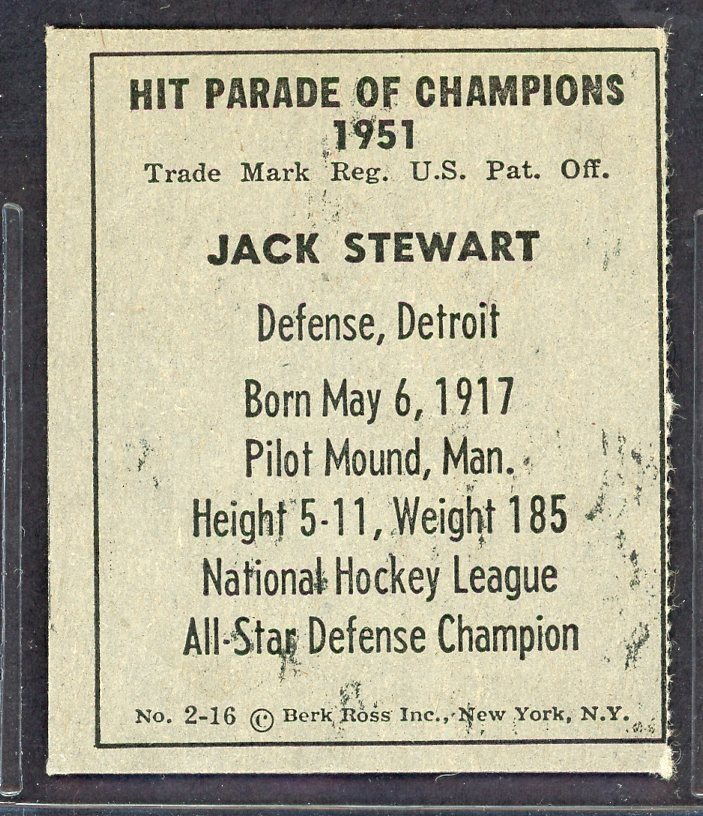 HIT PARADE OF CHAMPIONS
1951
Trade Mark Reg. U.S. Pat. Off.
JACK STEWART
Defense, Detroit
Born May 6, 1917
Pilot Mound, Man.
Height 5-11, Weight 185
National Hockey League
All-Star Defense Champion
No. 2-16 © Berk Ross Inc., New York, N.Y.